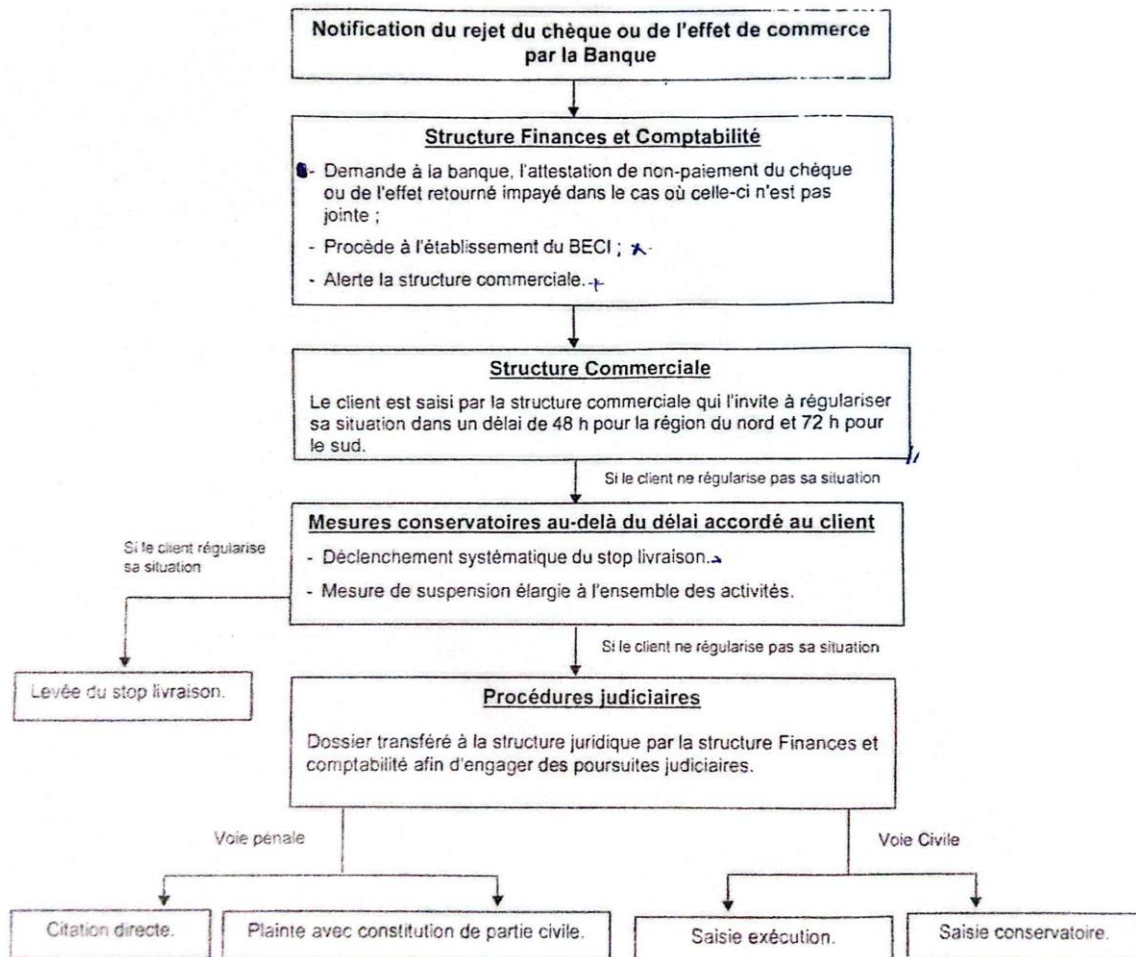 Notification du rejet du chèque ou de l'effet de commerce
par la Banque
Structure Finances et Comptabilité
- Demande à la banque, l'attestation de non-paiement du chèque
ou de l'effet retourné impayé dans le cas où celle-ci n'est pas
jointe ;
- Procède à l'établissement du BECI ;
- Alerte la structure commerciale.
Structure Commerciale
Le client est saisi par la structure commerciale qui l'invite à régulariser
sa situation dans un délai de 48 h pour la région du nord et 72 h pour
le sud.
Si le client ne régularise pas sa situation
Mesures conservatoires au-delà du délai accordé au client
- Déclenchement systématique du stop livraison.
- Mesure de suspension élargie à l'ensemble des activités.
Si le client régularise
sa situation
Si le client ne régularise pas sa situation
Levée du stop livraison.
Procédures judiciaires
Dossier transféré à la structure juridique par la structure Finances et
comptabilité afin d'engager des poursuites judiciaires.
Voie pénale
Voie Civile
Citation directe.
Plainte avec constitution de partie civile.
Saisie exécution.
Saisie conservatoire.